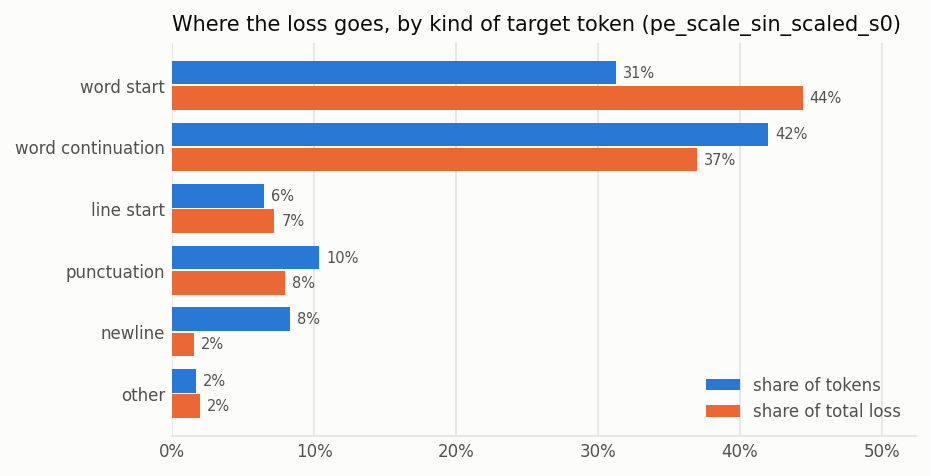 Where the loss goes, by kind of target token (pe_scale_sin_scaled_s0)
word start
31%
44%
word continuation
42%
37%
line start
6%
7%
punctuation
10%
8%
newline
8%
2%
other
2%
2%
share of tokens
share of total loss
0% 10% 20% 30% 40% 50%